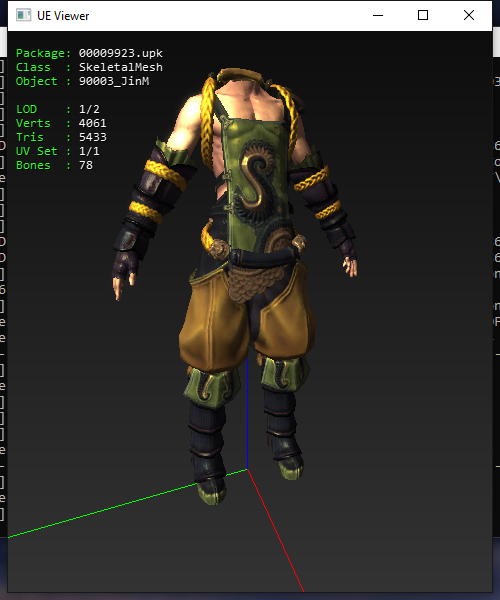 UE Viewer
Package: 00009923.upk
Class : SkeletalMesh
Object : 90003_JinM
LOD : 1/2
Verts : 4061
Tris : 5433
UV Set : 1/1
Bones : 78